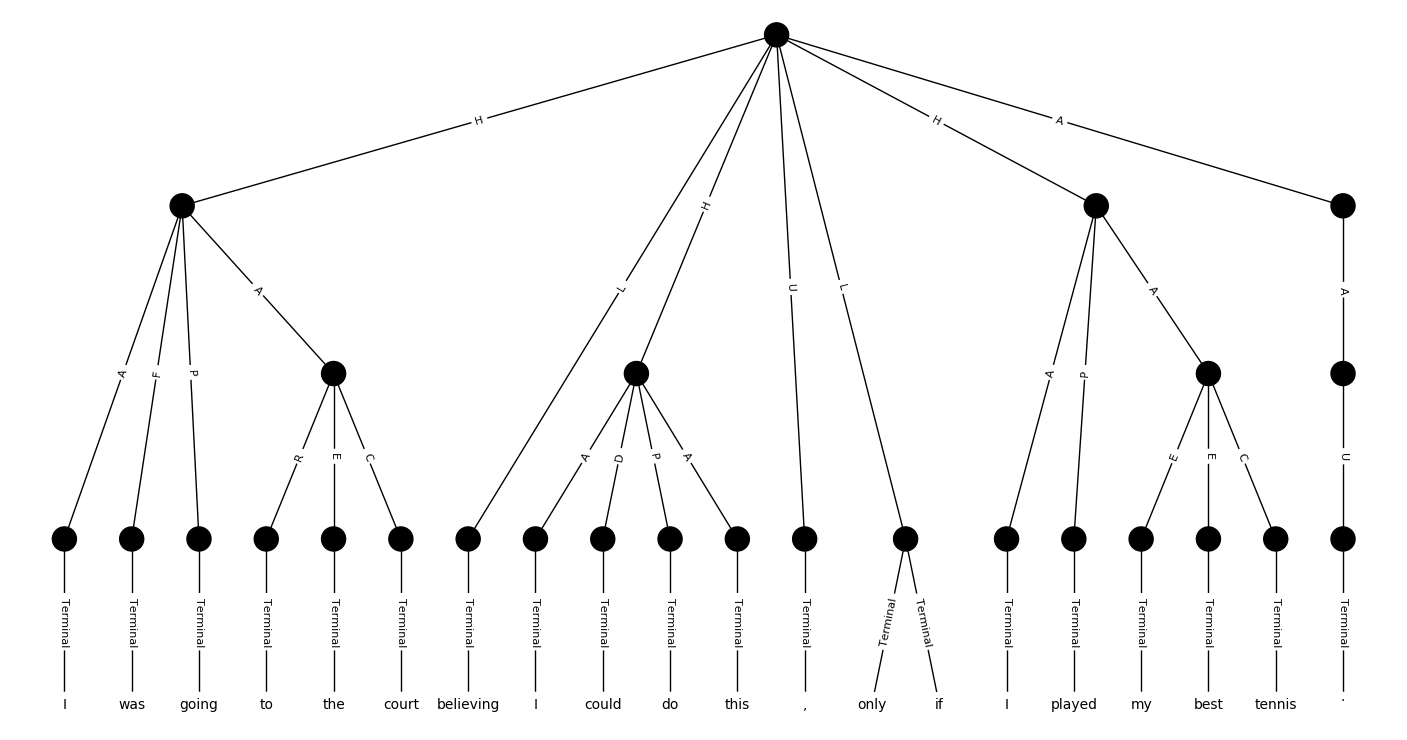 H L H U L H A
A F P A A P A A
R E C A D P A E E C U
Terminal Terminal Terminal Terminal Terminal Terminal Terminal Terminal Terminal Terminal Terminal Terminal Terminal Terminal Terminal Terminal Terminal Terminal Terminal Terminal
I was going to the court believing I could do this , only if I played my best tennis .